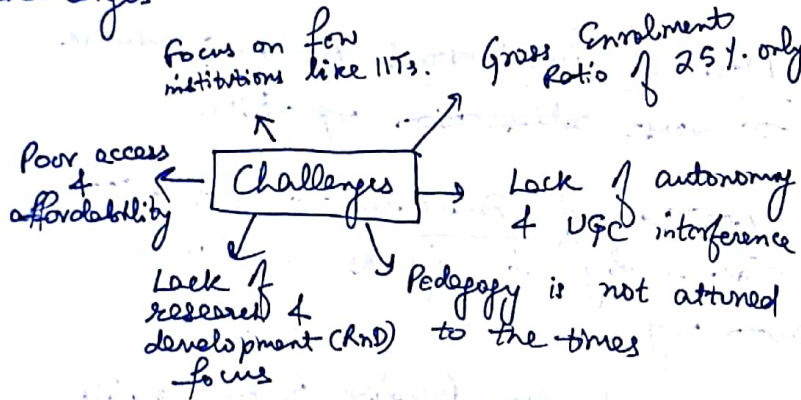 Focus on few
institutions like IITs.
Gross Enrolment
Ratio of 25%. only
Poor access
&
affordability
Challenges
Lack of autonomy
& UGC interference
Lack of
research &
development (RnD)
focus
Pedagogy is not attuned
to the times